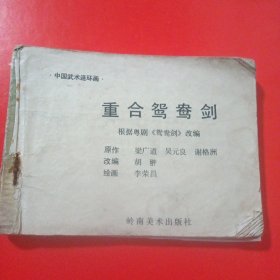 ·中国武术连环画·
重合鸳鸯剑
根据粤剧《鸳鸯剑》改编
原作 梁广道 吴元良 谢格洲
改编 胡翀
绘画 李荣昌
岭南美术出版社